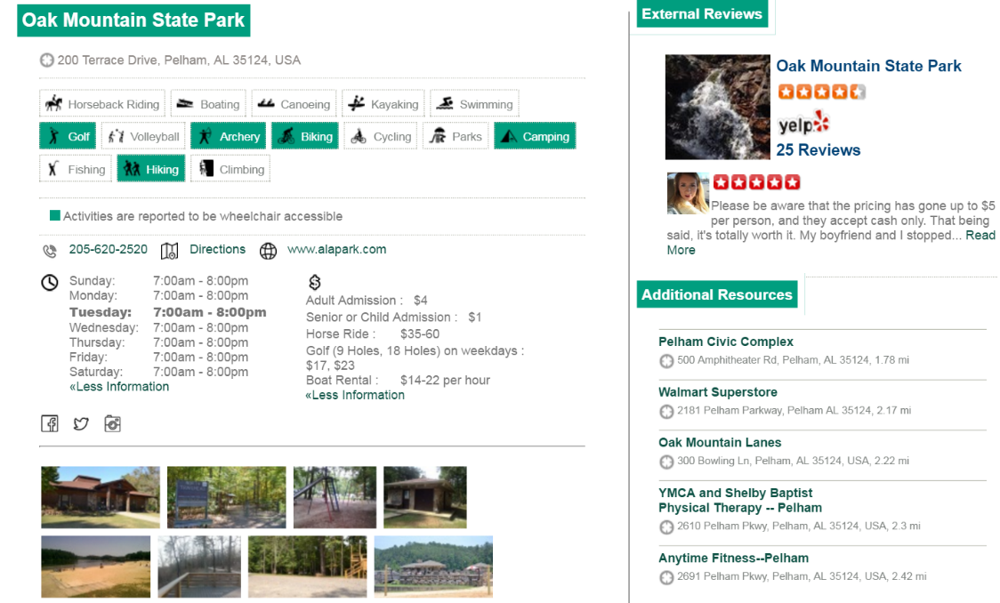 Oak Mountain State Park
200 Terrace Drive, Pelham, AL 35124, USA
Horseback Riding Boating Canoeing Kayaking Swimming
Golf Volleyball Archery Biking Cycling Parks Camping
Fishing Hiking Climbing
Activities are reported to be wheelchair accessible
205-620-2520 Directions www.alapark.com
Sunday: 7:00am - 8:00pm
Monday: 7:00am - 8:00pm
Tuesday: 7:00am - 8:00pm
Wednesday: 7:00am - 8:00pm
Thursday: 7:00am - 8:00pm
Friday: 7:00am - 8:00pm
Saturday: 7:00am - 8:00pm
«Less Information
$
Adult Admission : $4
Senior or Child Admission : $1
Horse Ride : $35-60
Golf (9 Holes, 18 Holes) on weekdays :
$17, $23
Boat Rental : $14-22 per hour
«Less Information
External Reviews
Oak Mountain State Park
yelp
25 Reviews
Please be aware that the pricing has gone up to $5
per person, and they accept cash only. That being
said, it's totally worth it. My boyfriend and I stopped... Read
More
Additional Resources
Pelham Civic Complex
500 Amphitheater Rd, Pelham, AL 35124, 1.78 mi
Walmart Superstore
2181 Pelham Parkway, Pelham AL 35124, 2.17 mi
Oak Mountain Lanes
300 Bowling Ln, Pelham, AL 35124, USA, 2.22 mi
YMCA and Shelby Baptist
Physical Therapy -- Pelham
2610 Pelham Pkwy, Pelham, AL 35124, USA, 2.3 mi
Anytime Fitness--Pelham
2691 Pelham Pkwy, Pelham, AL 35124, USA, 2.42 mi